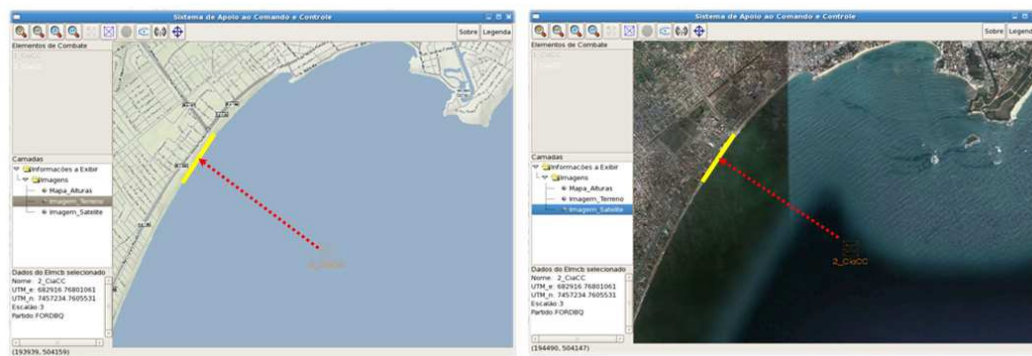 Sistema de Apoio ao Comando e Controle
Sobre Legenda
Elementos de Combate
Camadas
Informacões a Exibir
Imagens
Mapa_Alturas
Imagem_Terreno
Imagem_Satelite
Dados do Elmcb selecionado
Nome: 2_CiaCC
UTM_e: 682916.76801061
UTM_n: 7457234.7605531
Escalão:3
Partido:FORDBQ
(193939, 504159)
Sistema de Apoio ao Comando e Controle
Sobre Legenda
Elementos de Combate
Camadas
Informacões a Exibir
Imagens
Mapa_Alturas
Imagem_Terreno
Imagem_Satelite
2_CiaCC
Dados do Elmcb selecionado
Nome: 2_CiaCC
UTM_e: 682916.76801061
UTM_n: 7457234.7605531
Escalão:3
Partido:FORDBQ
(194490, 504147)